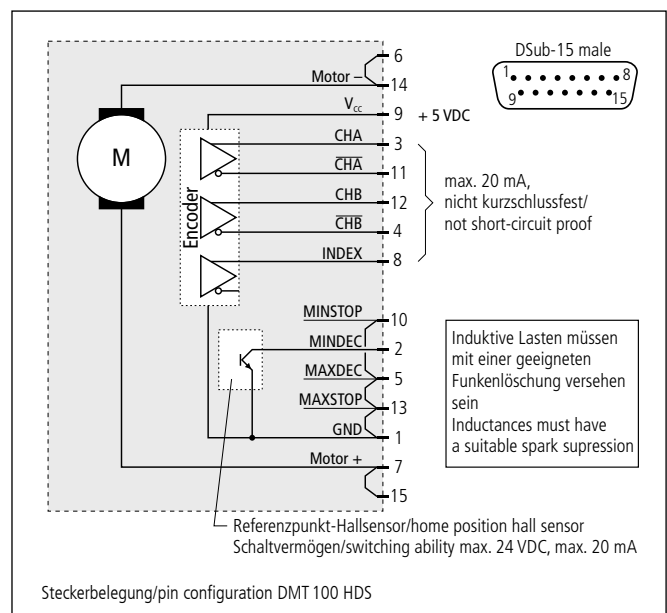 DSub-15 male
1 8
9 15
Motor – 6
14
Vcc 9 + 5 VDC
CHA 3
C̅H̅A̅ 11
CHB 12
C̅H̅B̅ 4
INDEX 8
M
Encoder
max. 20 mA,
nicht kurzschlussfest/
not short-circuit proof
MINSTOP 10
MINDEC 2
MAXDEC 5
MAXSTOP 13
GND 1
Motor + 7
15
Induktive Lasten müssen
mit einer geeigneten
Funkenlöschung versehen
sein
Inductances must have
a suitable spark supression
Referenzpunkt-Hallsensor/home position hall sensor
Schaltvermögen/switching ability max. 24 VDC, max. 20 mA
Steckerbelegung/pin configuration DMT 100 HDS